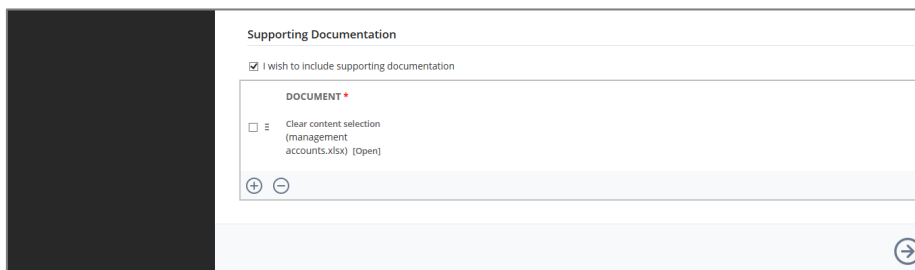 Supporting Documentation
I wish to include supporting documentation
DOCUMENT *
Clear content selection
(management
accounts.xlsx) [Open]